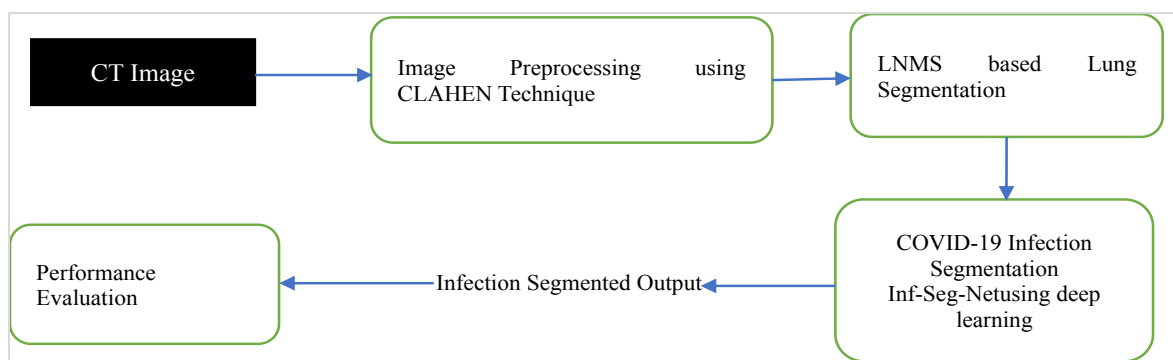 CT Image
Image Preprocessing using
CLAHEN Technique
LNMS based Lung
Segmentation
COVID-19 Infection
Segmentation
Inf-Seg-Netusing deep
learning
Infection Segmented Output
Performance
Evaluation